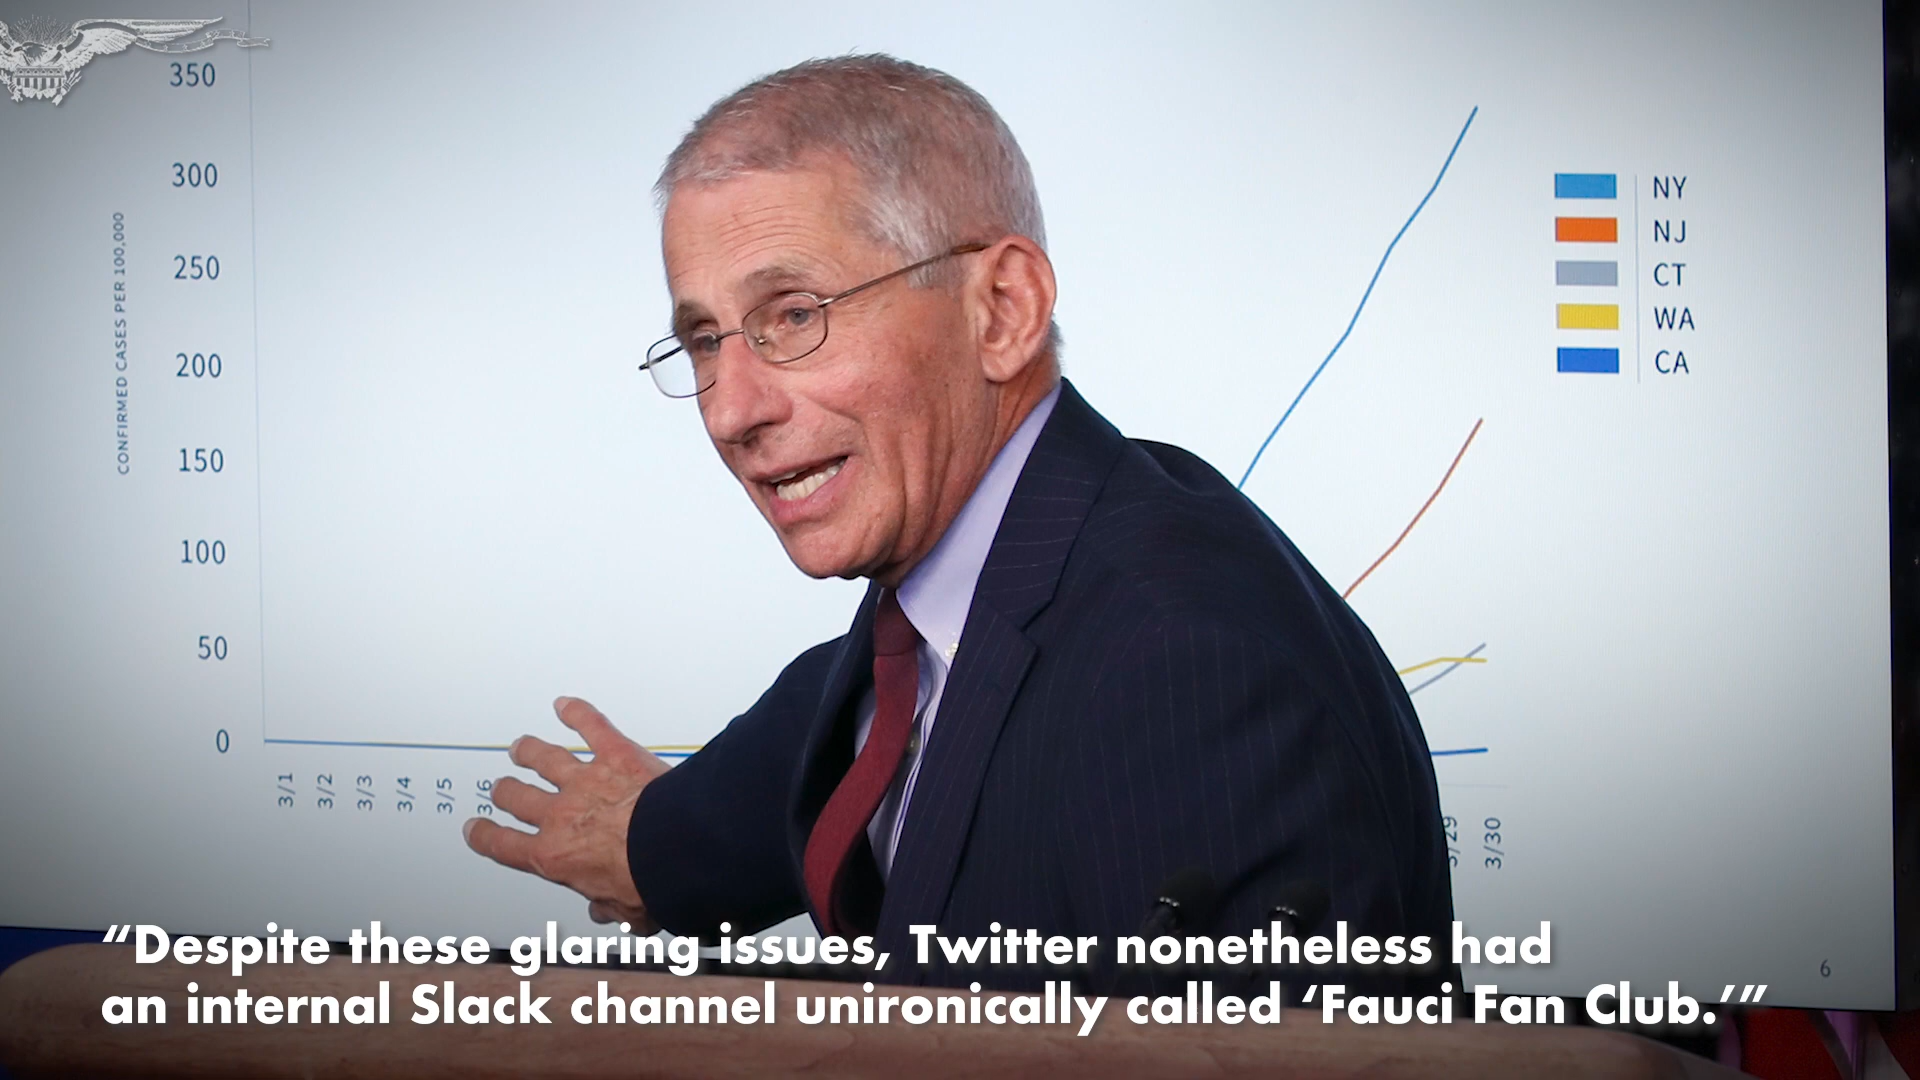 350
300
250
200
150
100
50
0
CONFIRMED CASES PER 100,000
3/1
3/2
3/3
3/4
3/5
3/6
3/29
3/30
NY
NJ
CT
WA
CA
6
“Despite these glaring issues, Twitter nonetheless had
an internal Slack channel unironically called ‘Fauci Fan Club.’”